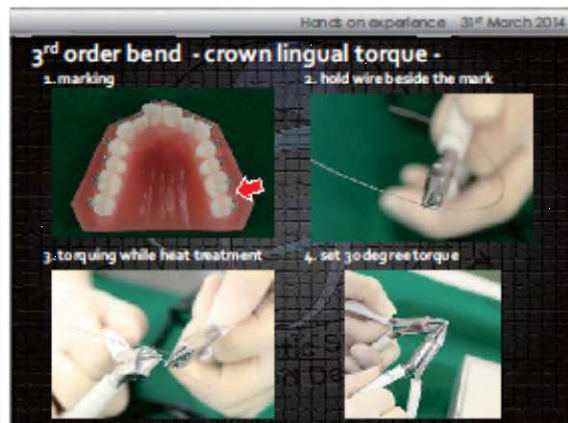 Hands on experience 31st March 2014
3rd order bend - crown lingual torque -
1. marking
2. hold wire beside the mark
3. torquing while heat treatment
4. set 30 degree torque